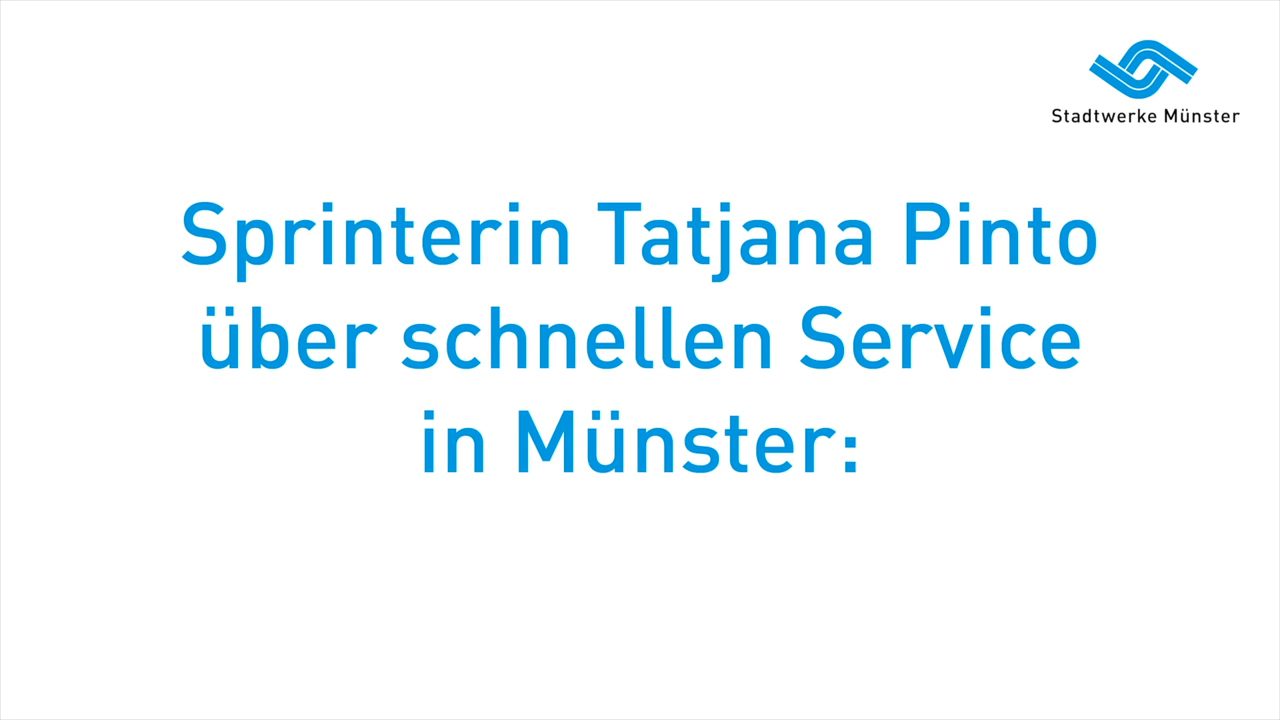 Stadtwerke Münster
Sprinterin Tatjana Pinto
über schnellen Service
in Münster: